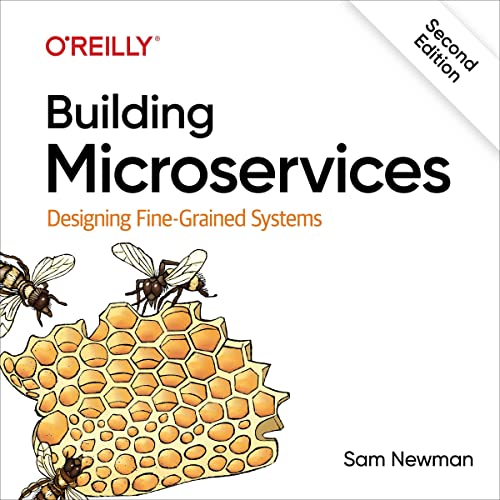 O'REILLY®
Second
Edition
Building
Microservices
Designing Fine-Grained Systems
Sam Newman